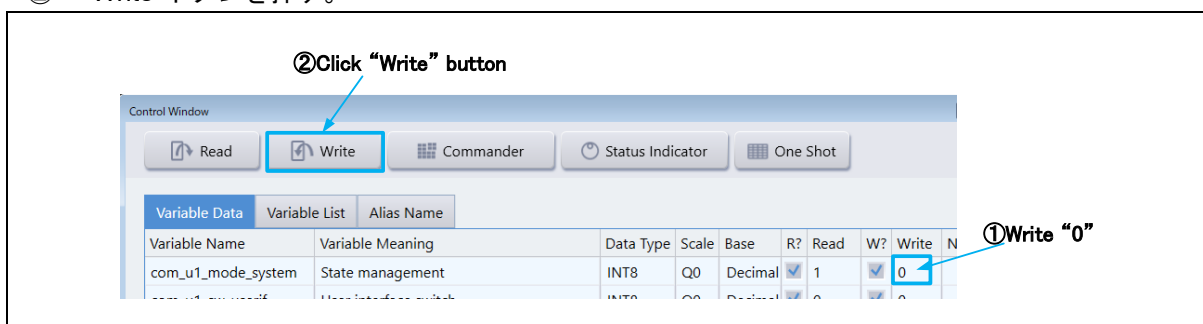 ②Click “Write” button
Control Window
Read Write Commander Status Indicator One Shot
Variable Data Variable List Alias Name
Variable Name Variable Meaning Data Type Scale Base R? Read W? Write N
①Write “0”
com_u1_mode_system State management INT8 Q0 Decimal 1 0